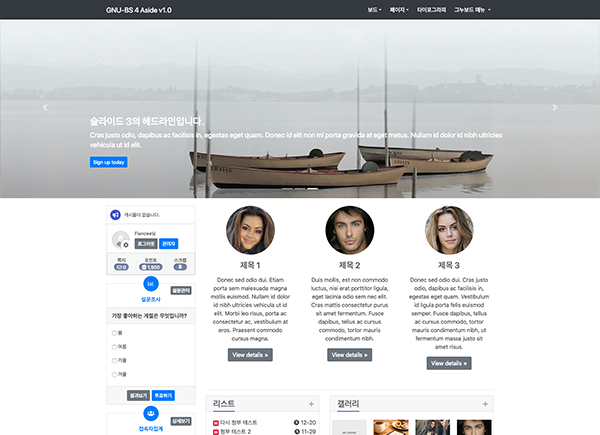 GNU-BS 4 Aside v1.0
보드 페이지 타이포그라피 그누보드 메뉴
슬라이드 3의 헤드라인입니다.
Cras justo odio, dapibus ac facilisis in, egestas eget quam. Donec id elit non mi porta gravida at eget metus. Nullam id dolor id nibh ultricies
vehicula ut id elit.
Sign up today
게시물이 없습니다.
로그아웃 관리자
쪽지 포인트 스크랩
0 1,500
설문조사 설문관리
가장 좋아하는 계절은 무엇입니까?
봄
여름
가을
겨울
결과보기 투표하기
접속자집계 상세보기
제목 1
Donec sed odio dui. Etiam
porta sem malesuada magna
mollis euismod. Nullam id dolor
id nibh ultricies vehicula ut id
elit. Morbi leo risus, porta ac
consectetur ac, vestibulum at
eros. Praesent commodo
cursus magna.
View details »
제목 2
Duis mollis, est non commodo
luctus, nisi erat porttitor ligula,
eget lacinia odio sem nec elit.
Cras mattis consectetur purus
sit amet fermentum. Fusce
dapibus, tellus ac cursus
commodo, tortor mauris
condimentum nibh.
View details »
제목 3
Donec sed odio dui. Cras justo
odio, dapibus ac facilisis in,
egestas eget quam. Vestibulum
id ligula porta felis euismod
semper. Fusce dapibus, tellus
ac cursus commodo, tortor
mauris condimentum nibh, ut
fermentum massa justo sit
amet risus.
View details »
리스트 +
다시 첨부 테스트 12-20
첨부 테스트 2 11-29
갤러리 +